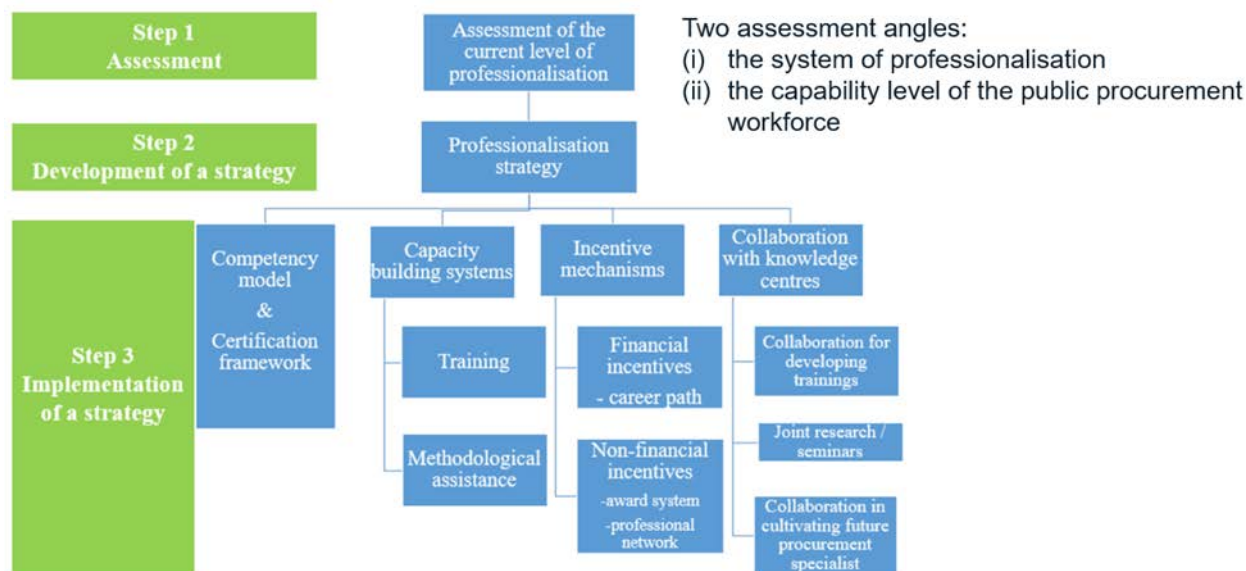 Step 1
Assessment
Assessment of the
current level of
professionalisation
Two assessment angles:
(i) the system of professionalisation
(ii) the capability level of the public procurement
workforce
Step 2
Development of a strategy
Professionalisation
strategy
Step 3
Implementation
of a strategy
Competency
model
&
Certification
framework
Capacity
building systems
Training
Methodological
assistance
Incentive
mechanisms
Financial
incentives
- career path
Non-financial
incentives
-award system
-professional
network
Collaboration
with knowledge
centres
Collaboration for
developing
trainings
Joint research /
seminars
Collaboration in
cultivating future
procurement
specialist